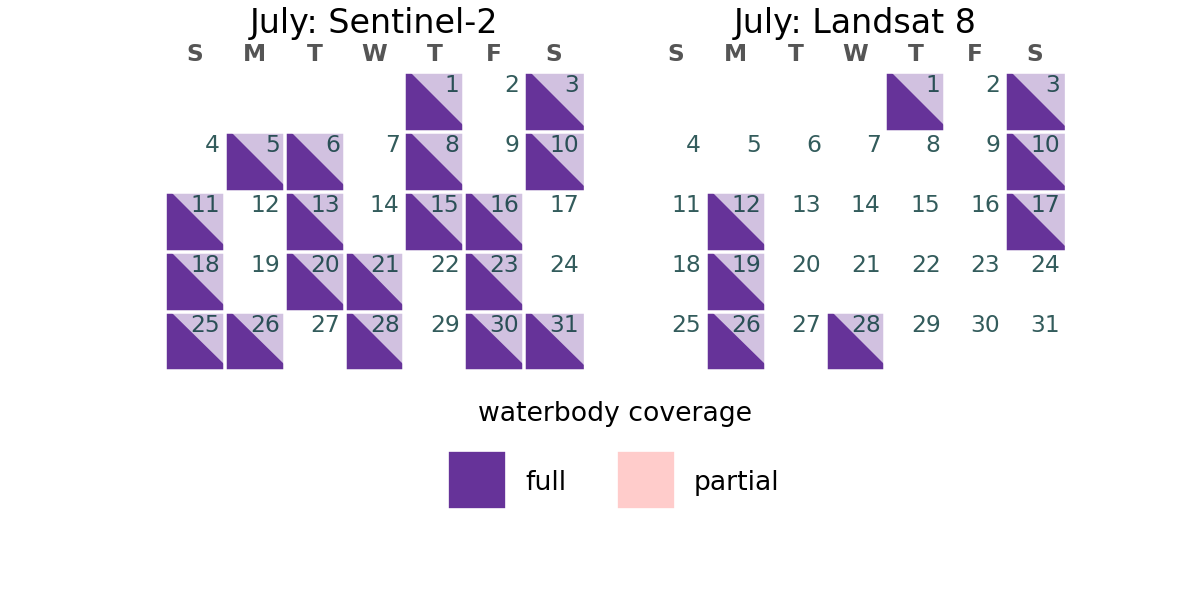 July: Sentinel-2
S M T W T F S
1 2 3
4 5 6 7 8 9 10
11 12 13 14 15 16 17
18 19 20 21 22 23 24
25 26 27 28 29 30 31
July: Landsat 8
S M T W T F S
1 2 3
4 5 6 7 8 9 10
11 12 13 14 15 16 17
18 19 20 21 22 23 24
25 26 27 28 29 30 31
waterbody coverage
full partial